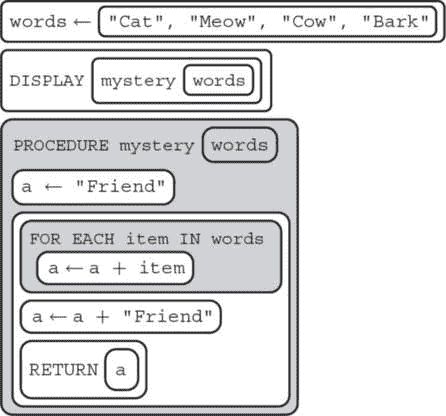 words ← "Cat", "Meow", "Cow", "Bark"
DISPLAY mystery words
PROCEDURE mystery words
a ← "Friend"
FOR EACH item IN words
a ← a + item
a ← a + "Friend"
RETURN a